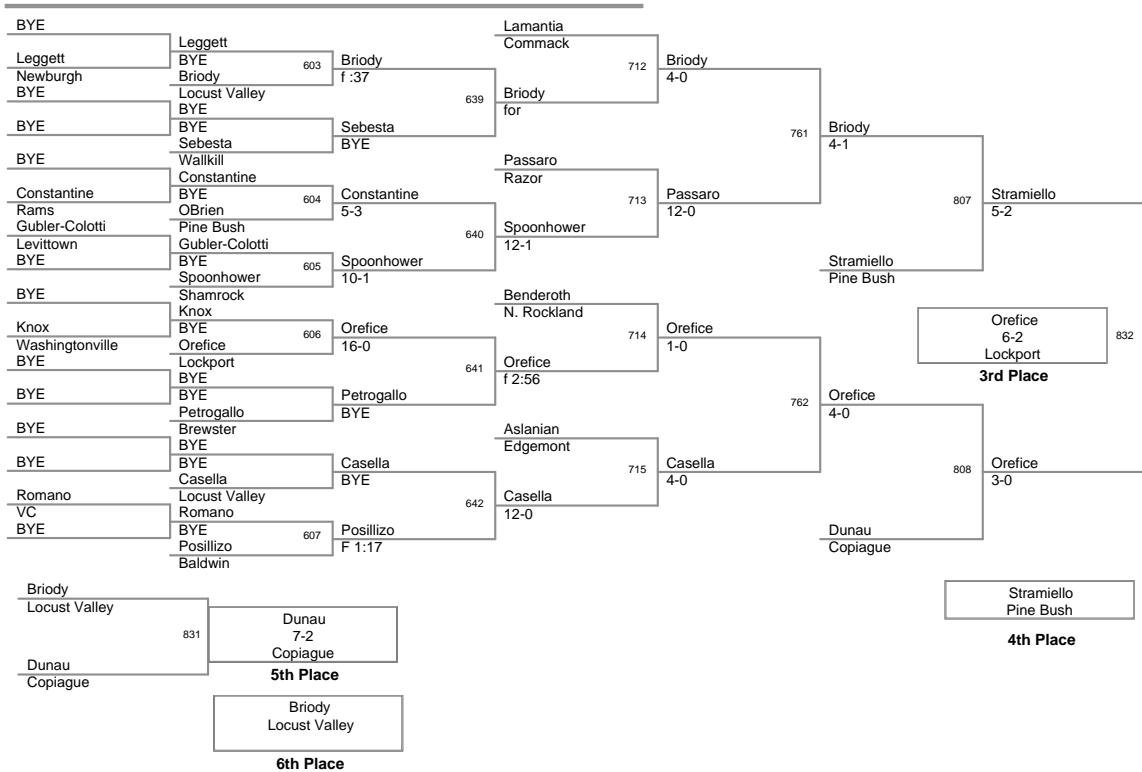 BYE
Leggett
Newburgh
BYE
BYE
BYE
Constantine
Rams
Gubler-Colotti
Levittown
BYE
BYE
Knox
Washingtonville
BYE
BYE
BYE
BYE
Romano
VC
BYE
Leggett
BYE
603
Briody
Locust Valley
BYE
BYE
Sebesta
Wallkill
Constantine
BYE
604
OBrien
Pine Bush
Gubler-Colotti
BYE
605
Spoonhower
Shamrock
Knox
BYE
606
Orefice
Lockport
BYE
BYE
Petrogallo
Brewster
BYE
BYE
Casella
Locust Valley
Romano
BYE
607
Posillizo
Baldwin
Briody
f :37
639
Sebesta
BYE
Constantine
5-3
640
Spoonhower
10-1
Orefice
16-0
641
Petrogallo
BYE
Casella
BYE
642
Posillizo
F 1:17
Lamantia
Commack
712
Briody
for
Passaro
Razor
713
Spoonhower
12-1
Benderoth
N. Rockland
714
Orefice
f 2:56
Aslanian
Edgemont
715
Casella
12-0
Briody
4-0
761
Passaro
12-0
Orefice
1-0
762
Casella
4-0
Briody
4-1
807
Stramiello
Pine Bush
Orefice
4-0
808
Dunau
Copiague
Stramiello
5-2
Orefice
6-2
Lockport
832
3rd Place
Orefice
3-0
Stramiello
Pine Bush
4th Place
Briody
Locust Valley
831
Dunau
Copiague
Dunau
7-2
Copiague
5th Place
Briody
Locust Valley
6th Place